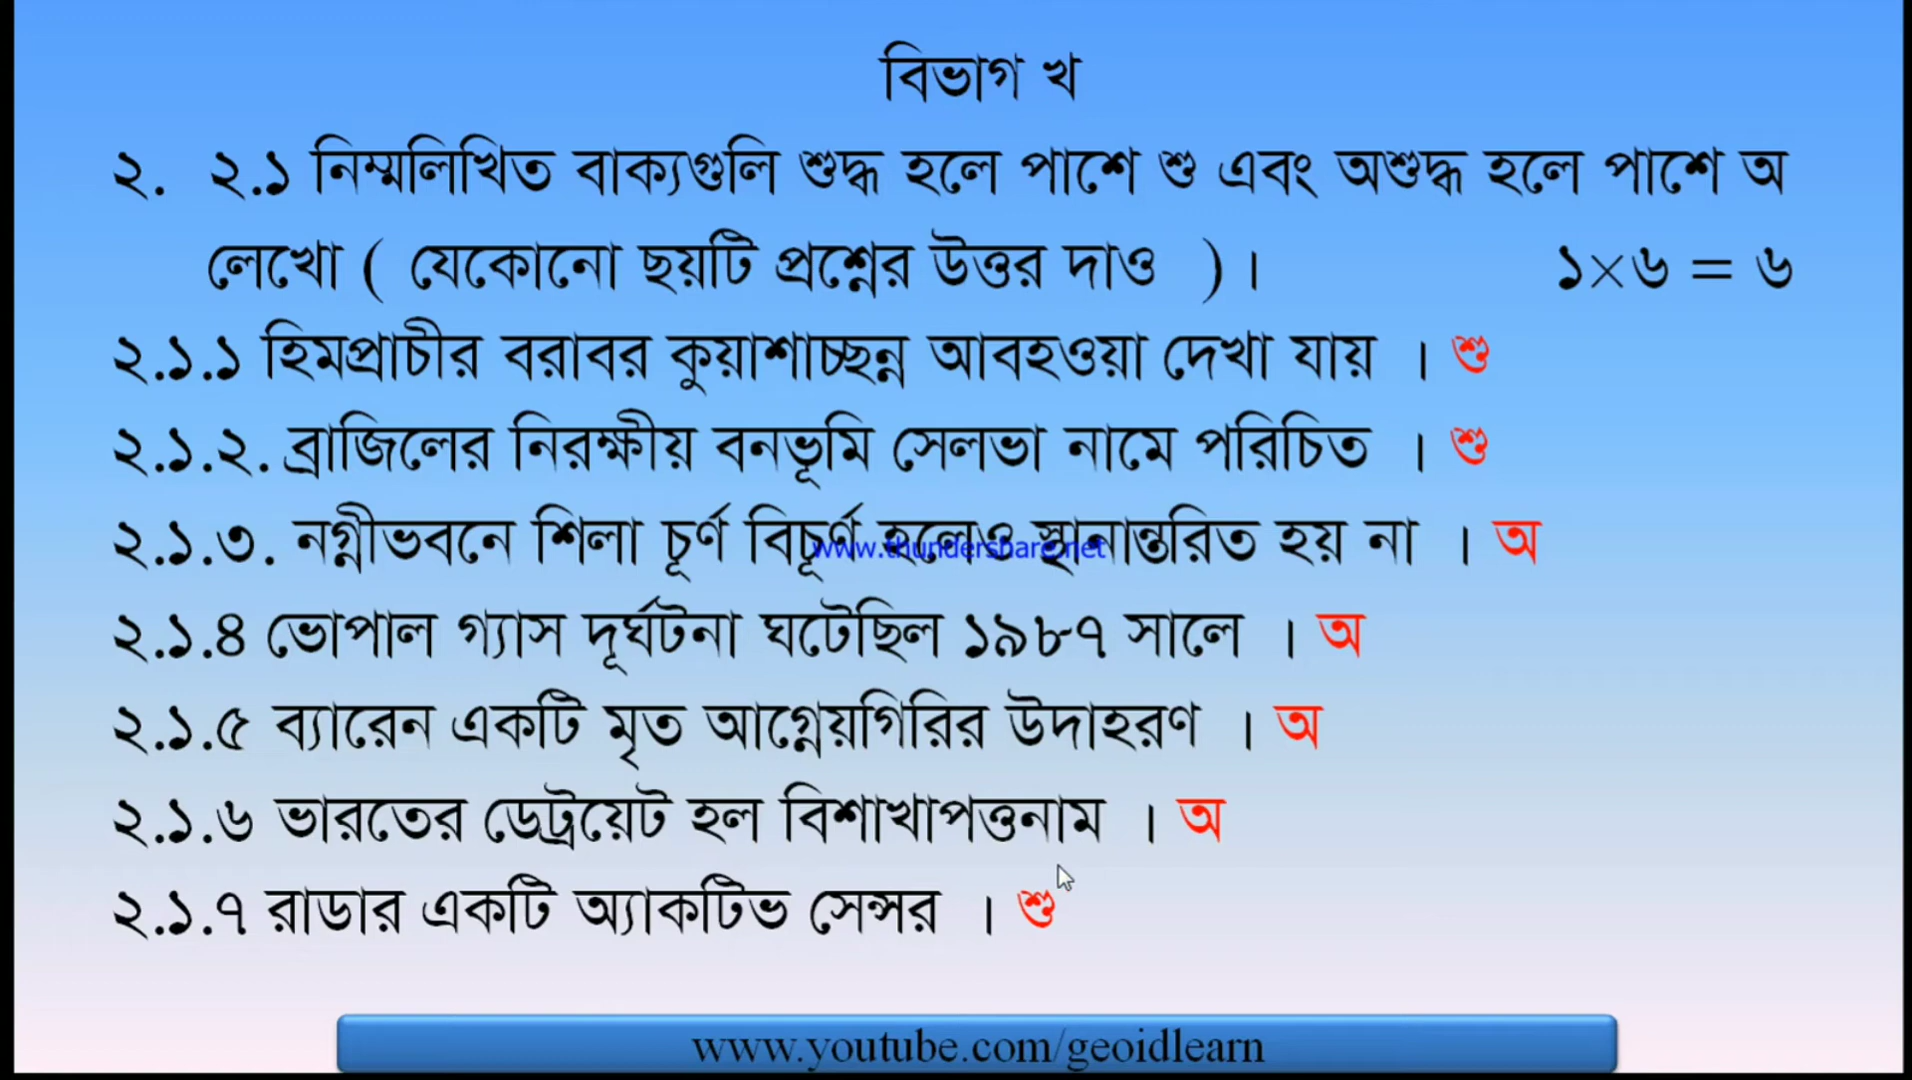 বিভাগ খ
২. ২.১ নিম্মলিখিত বাক্যগুলি শুদ্ধ হলে পাশে শু এবং অশুদ্ধ হলে পাশে অ
লেখো ( যেকোনো ছয়টি প্রশ্নের উত্তর দাও ) । ১×৬ = ৬
২.১.১ হিমপ্রাচীর বরাবর কুয়াশাচ্ছন্ন আবহওয়া দেখা যায় । শু
২.১.২. ব্রাজিলের নিরক্ষীয় বনভূমি সেলভা নামে পরিচিত । শু
২.১.৩. নগ্নীভবনে শিলা চূর্ণ বিচূর্ণ হলেও স্থানান্তরিত হয় না । অ
www.thundershare.net
২.১.৪ ভোপাল গ্যাস দূর্ঘটনা ঘটেছিল ১৯৮৭ সালে । অ
২.১.৫ ব্যারেন একটি মৃত আগ্নেয়গিরির উদাহরণ । অ
২.১.৬ ভারতের ডেট্রয়েট হল বিশাখাপত্তনাম । অ
২.১.৭ রাডার একটি অ্যাকটিভ সেন্সর । শু
www.youtube.com/geoidlearn